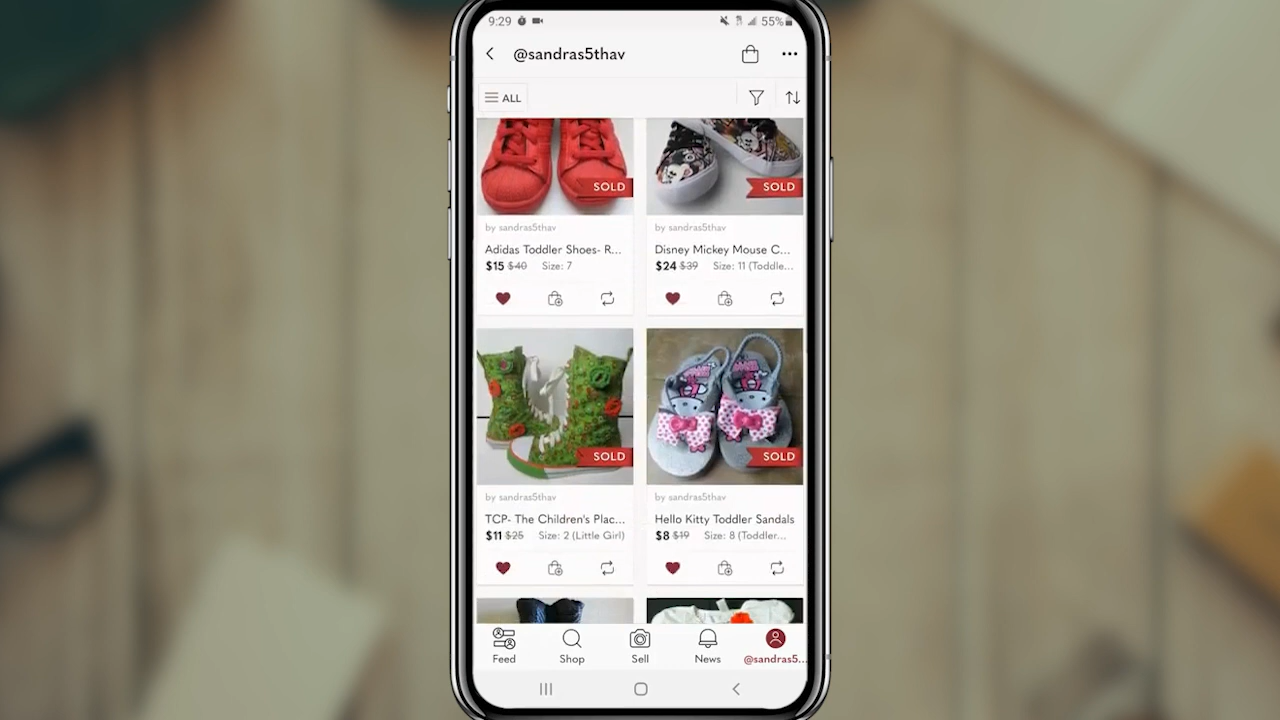 9:29 55%
@sandras5thav
ALL
SOLD SOLD
by sandras5thav by sandras5thav
Adidas Toddler Shoes- R... Disney Mickey Mouse C...
$15 $40 Size: 7 $24 $39 Size: 11 (Toddle...
SOLD SOLD
by sandras5thav by sandras5thav
TCP- The Children's Plac... Hello Kitty Toddler Sandals
$11 $25 Size: 2 (Little Girl) $8 $19 Size: 8 (Toddler...
Feed Shop Sell News @sandras5...